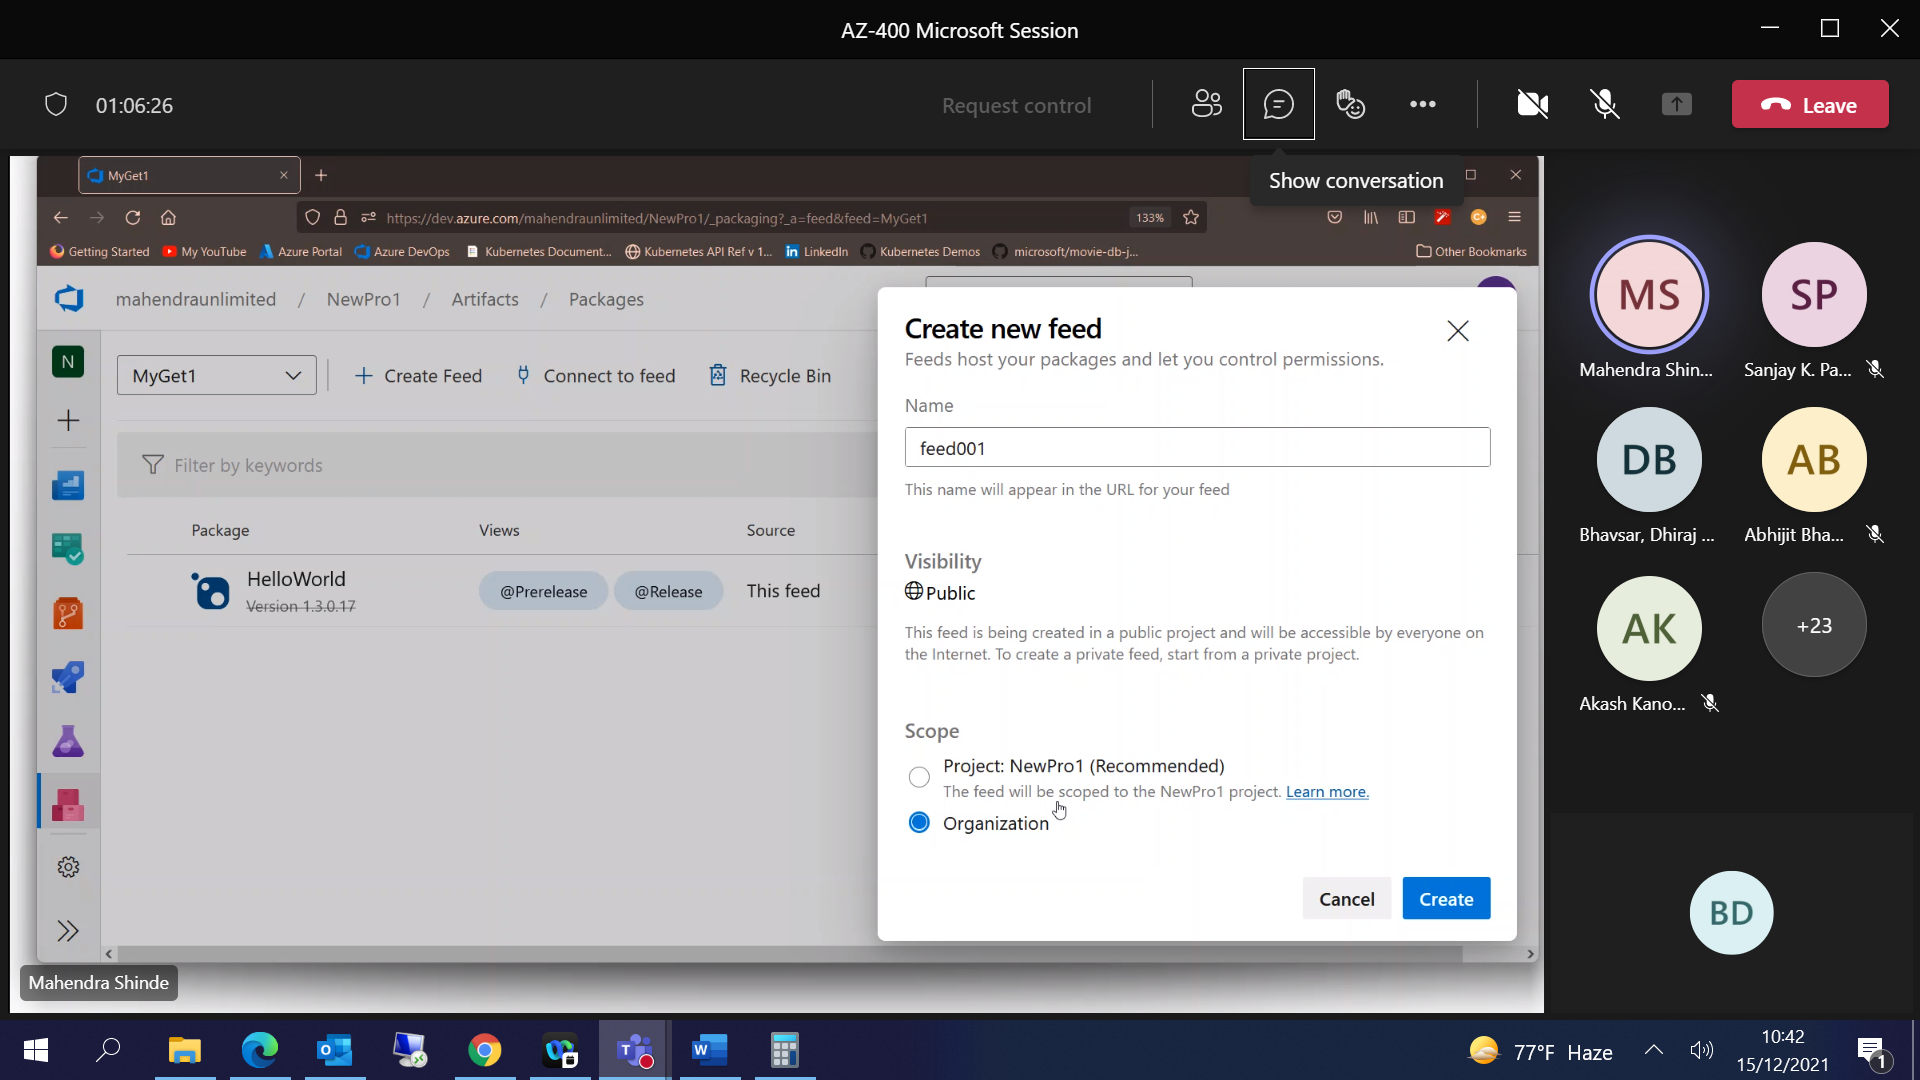 AZ-400 Microsoft Session
01:06:26
Request control
Leave
Show conversation
MyGet1
https://dev.azure.com/mahendraunlimited/NewPro1/_packaging?_a=feed&feed=MyGet1
133%
Getting Started
My YouTube
Azure Portal
Azure DevOps
Kubernetes Document...
Kubernetes API Ref v 1...
LinkedIn
Kubernetes Demos
microsoft/movie-db-j...
Other Bookmarks
mahendraunlimited / NewPro1 / Artifacts / Packages
N
MyGet1
Create Feed
Connect to feed
Recycle Bin
Filter by keywords
Package
Views
Source
HelloWorld
Version 1.3.0.17
@Prerelease
@Release
This feed
Create new feed
Feeds host your packages and let you control permissions.
Name
feed001
This name will appear in the URL for your feed
Visibility
Public
This feed is being created in a public project and will be accessible by everyone on
the Internet. To create a private feed, start from a private project.
Scope
Project: NewPro1 (Recommended)
The feed will be scoped to the NewPro1 project. Learn more.
Organization
Cancel
Create
MS
Mahendra Shin...
SP
Sanjay K. Pa...
DB
Bhavsar, Dhiraj ...
AB
Abhijit Bha...
AK
Akash Kano...
+23
BD
Mahendra Shinde
77°F Haze
10:42
15/12/2021
1